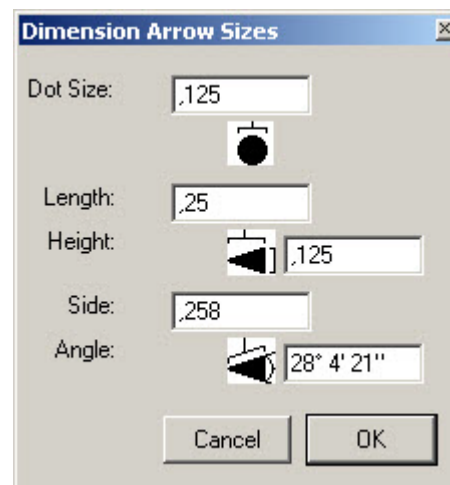 Dimension Arrow Sizes
Dot Size: ,125
Length: ,25
Height: ,125
Side: ,258
Angle: 28° 4' 21"
Cancel OK